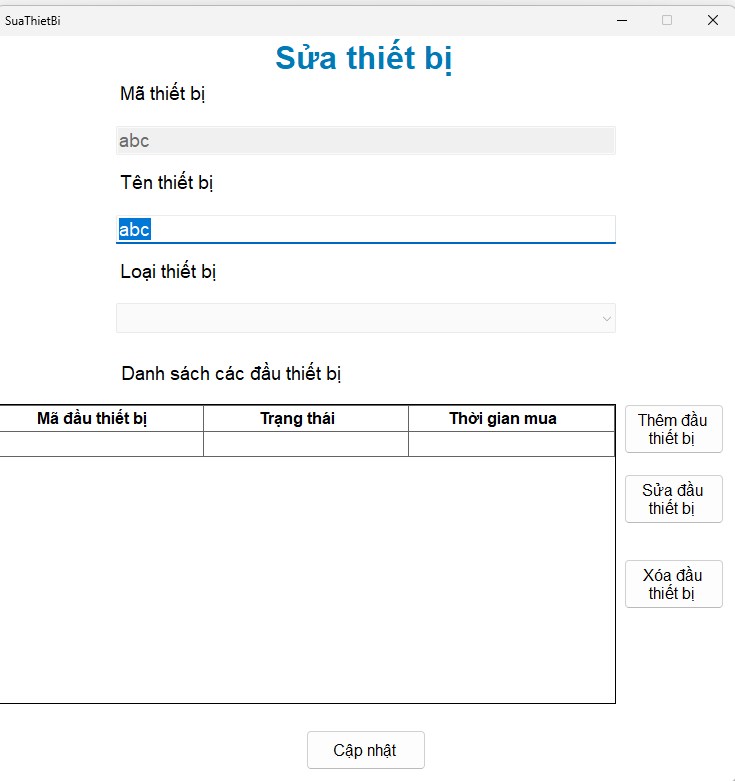 SuaThietBi
Sửa thiết bị
Mã thiết bị
abc
Tên thiết bị
abc
Loại thiết bị
Danh sách các đầu thiết bị
Mã đầu thiết bị Trạng thái Thời gian mua
Thêm đầu
thiết bị
Sửa đầu
thiết bị
Xóa đầu
thiết bị
Cập nhật